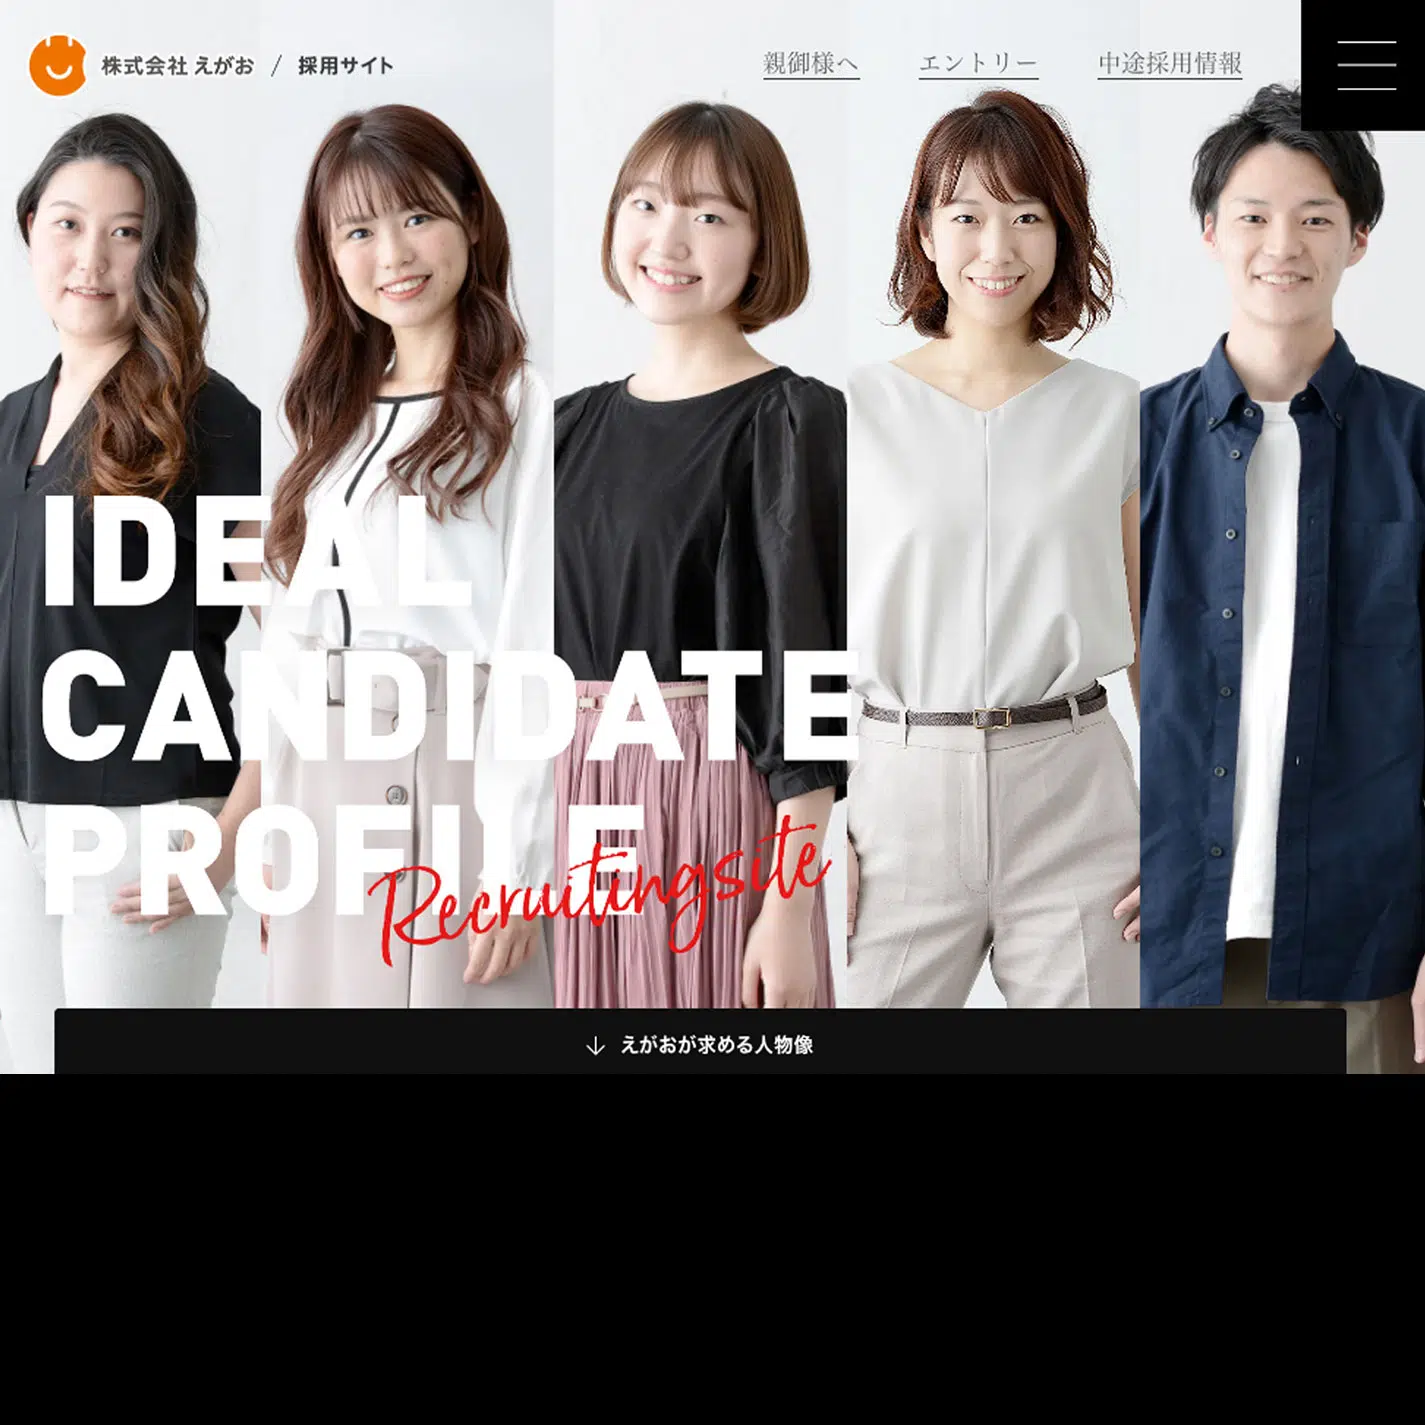 株式会社 えがお / 採用サイト
親御様へ
エントリー
中途採用情報
IDEAL
CANDIDATE
PROFILE
Recruitingsite
えがおが求める人物像